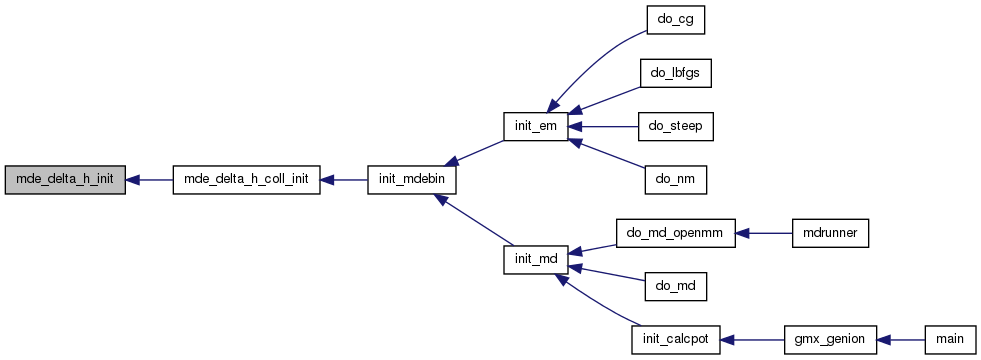 do_cg
do_lbfgs
init_em
do_steep
mde_delta_h_init
mde_delta_h_coll_init
init_mdebin
do_nm
do_md_openmm
mdrunner
init_md
do_md
init_calcpot
gmx_genion
main